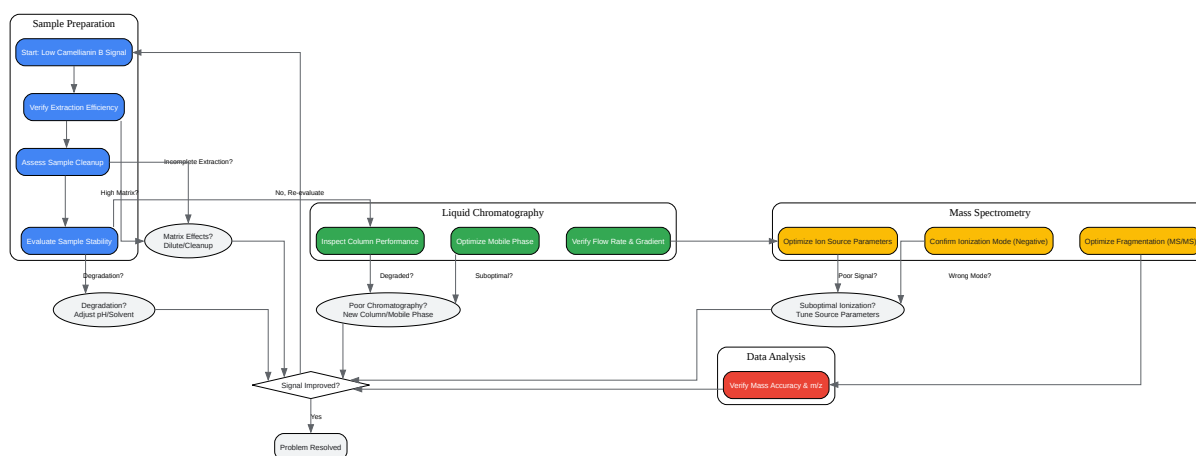 Sample Preparation
Start: Low Camellianin B Signal
Verify Extraction Efficiency
Assess Sample Cleanup
Incomplete Extraction?
High Matrix?
No, Re-evaluate
Evaluate Sample Stability
Matrix Effects?
Dilute/Cleanup
Liquid Chromatography
Inspect Column Performance
Optimize Mobile Phase
Verify Flow Rate & Gradient
Mass Spectrometry
Optimize Ion Source Parameters
Confirm Ionization Mode (Negative)
Optimize Fragmentation (MS/MS)
Degradation?
Degraded?
Suboptimal?
Poor Signal?
Wrong Mode?
Degradation?
Adjust pH/Solvent
Poor Chromatography?
New Column/Mobile Phase
Suboptimal Ionization?
Tune Source Parameters
Data Analysis
Signal Improved?
Verify Mass Accuracy & m/z
Yes
Problem Resolved